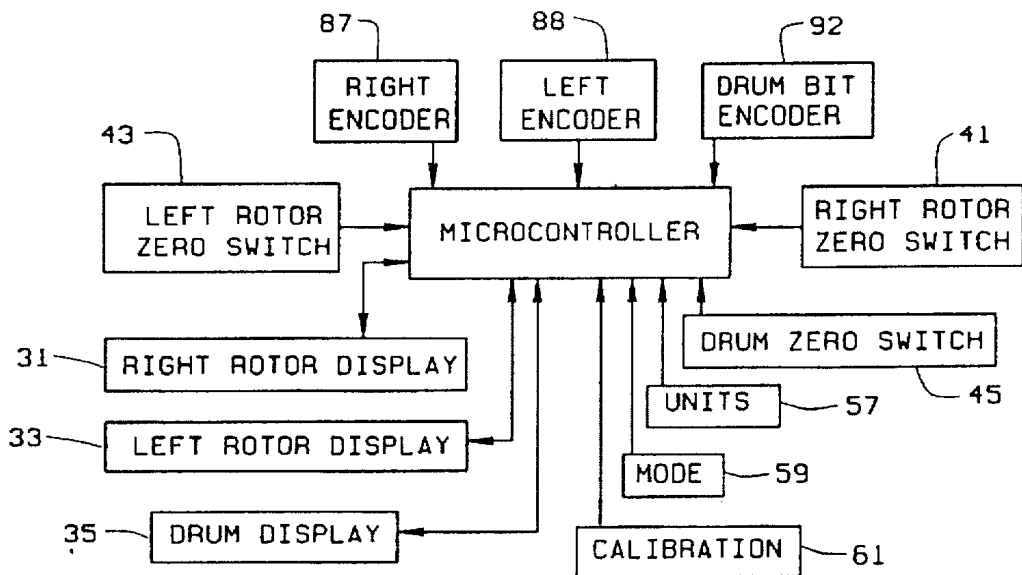 87
88
92
RIGHT
ENCODER
LEFT
ENCODER
DRUM BIT
ENCODER
43
41
LEFT ROTOR
ZERO SWITCH
MICROCONTROLLER
RIGHT ROTOR
ZERO SWITCH
31
RIGHT ROTOR DISPLAY
DRUM ZERO SWITCH
45
UNITS
57
33
LEFT ROTOR DISPLAY
MODE
59
35
DRUM DISPLAY
CALIBRATION
61